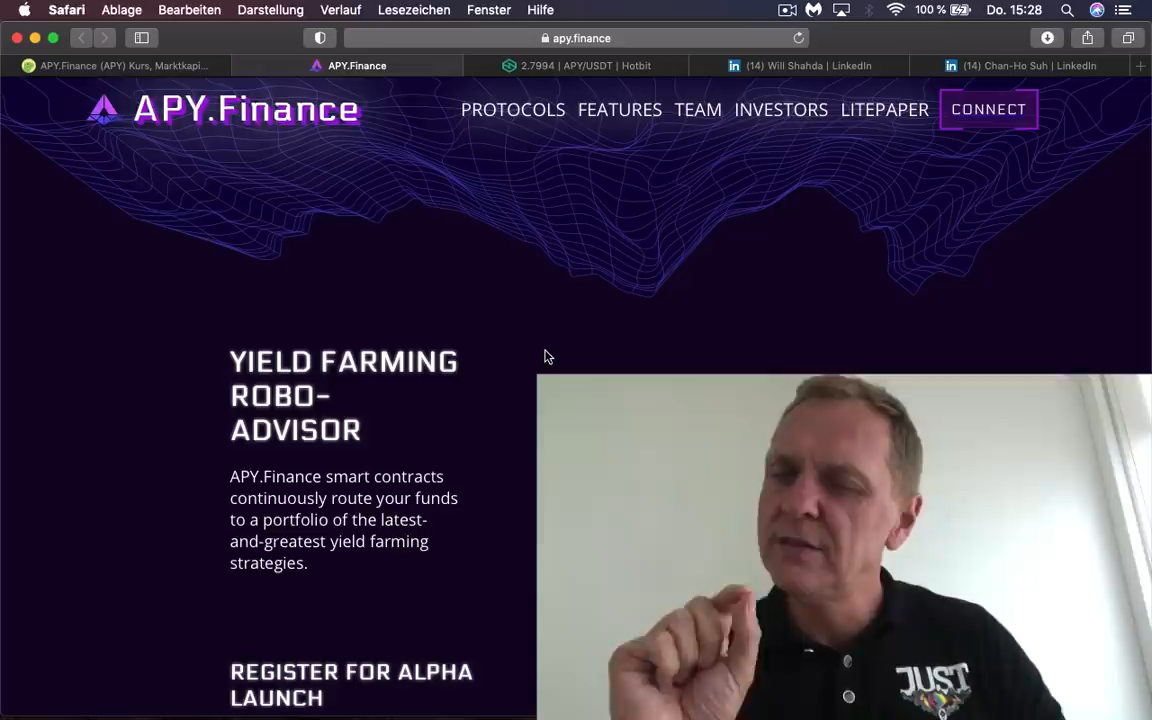 Safari Ablage Bearbeiten Darstellung Verlauf Lesezeichen Fenster Hilfe 100 % Do. 15:28
apy.finance
APY.Finance (APY) Kurs, Marktkapi... APY.Finance 2.7994 | APY/USDT | Hotbit (14) Will Shahda | LinkedIn (14) Chan-Ho Suh | LinkedIn
APY.Finance PROTOCOLS FEATURES TEAM INVESTORS LITEPAPER CONNECT
YIELD FARMING
ROBO-
ADVISOR
APY.Finance smart contracts
continuously route your funds
to a portfolio of the latest-
and-greatest yield farming
strategies.
REGISTER FOR ALPHA
LAUNCH
JUST